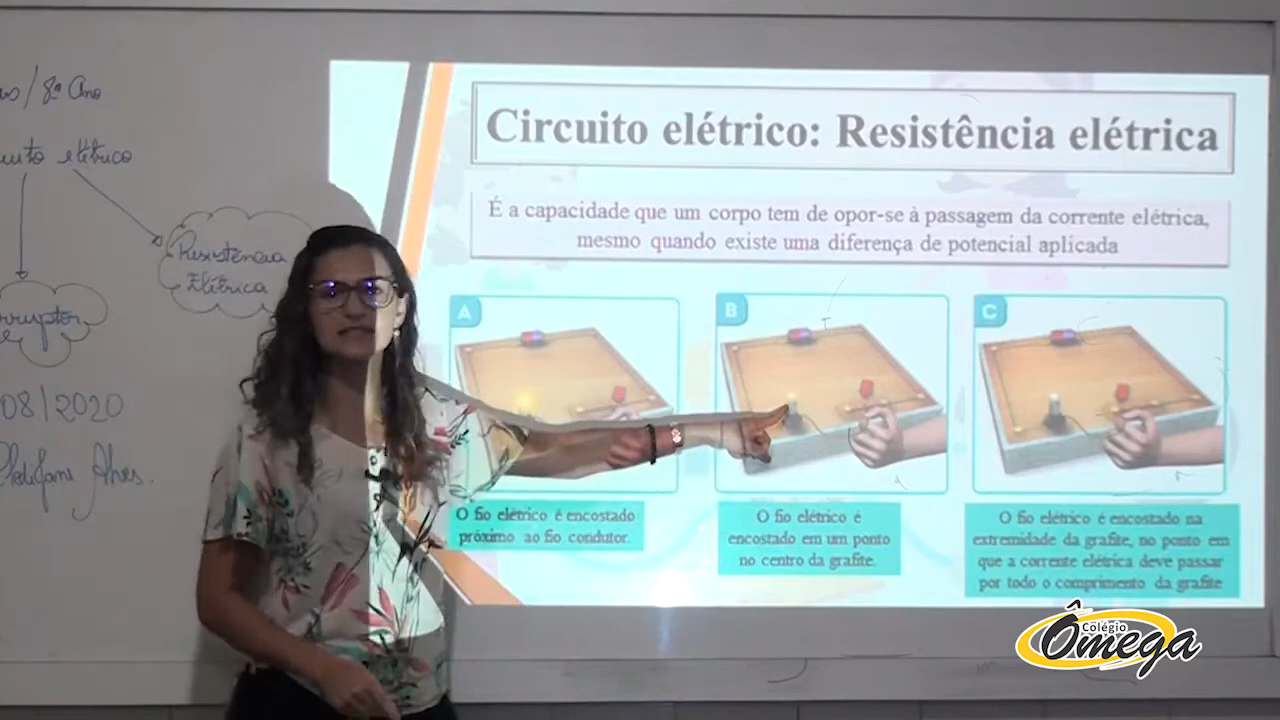 / 8º Ano
elétrico
Resistência
Elétrica
08/2020
Circuito elétrico: Resistência elétrica
É a capacidade que um corpo tem de opor-se à passagem da corrente elétrica,
mesmo quando existe uma diferença de potencial aplicada
A
B
C
O fio elétrico é encostado
próximo ao fio condutor.
O fio elétrico é
encostado em um ponto
no centro da grafite.
O fio elétrico é encostado na
extremidade da grafite, no ponto em
que a corrente elétrica deve passar
por todo o comprimento da grafite
Colégio
Ômega